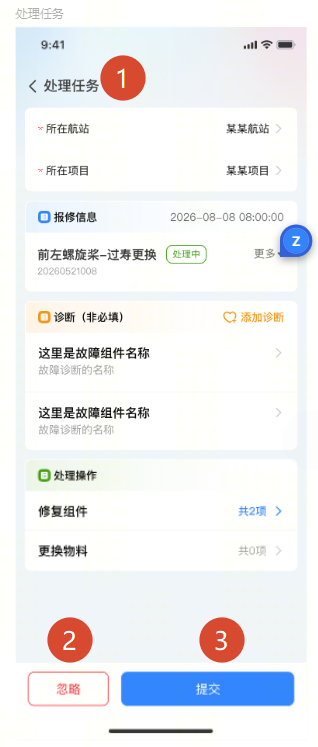 处理任务
9:41
处理任务
1
* 所在航站 某某航站
* 所在项目 某某项目
报修信息 2026-08-08 08:00:00
Z
前左螺旋桨-过寿更换 处理中 更多
20260521008
诊断（非必填） 添加诊断
这里是故障组件名称
故障诊断的名称
这里是故障组件名称
故障诊断的名称
处理操作
修复组件 共2项
更换物料 共0项
2 3
忽略 提交